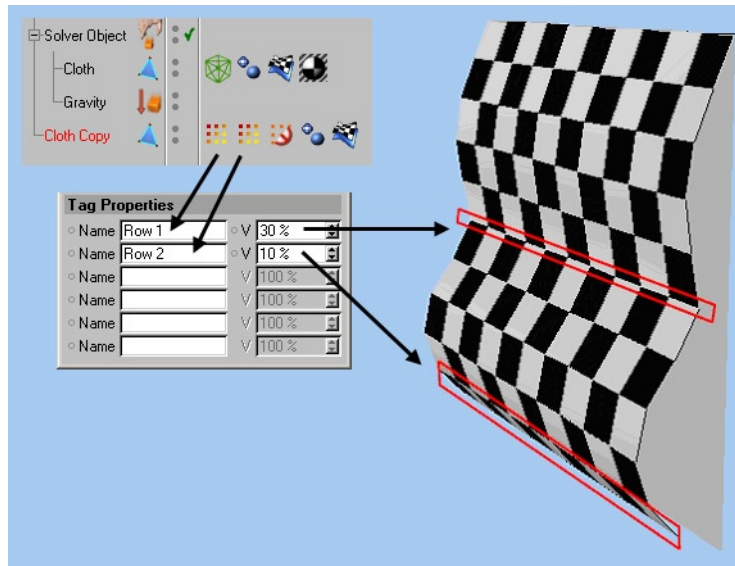 Solver Object
Cloth
Gravity
Cloth Copy
Tag Properties
Name Row 1 V 30 %
Name Row 2 V 10 %
Name V 100 %
Name V 100 %
Name V 100 %
Name V 100 %